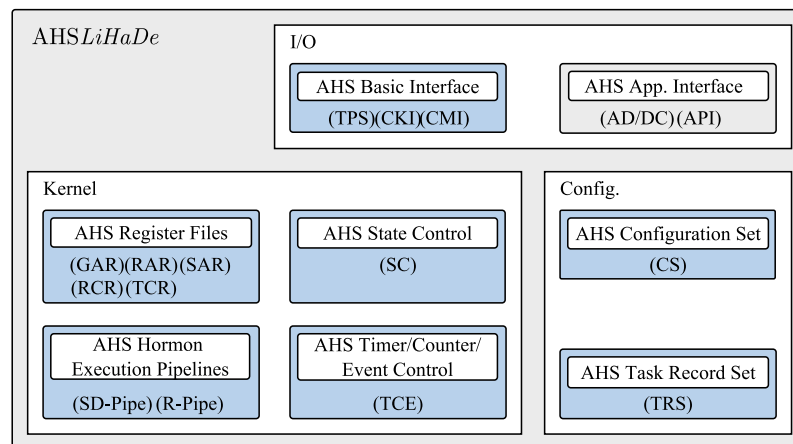 AHSLiHaDe
I/O
AHS Basic Interface
(TPS)(CKI)(CMI)
AHS App. Interface
(AD/DC)(API)
Kernel
AHS Register Files
(GAR)(RAR)(SAR)
(RCR)(TCR)
AHS State Control
(SC)
AHS Hormon
Execution Pipelines
(SD-Pipe)(R-Pipe)
AHS Timer/Counter/
Event Control
(TCE)
Config.
AHS Configuration Set
(CS)
AHS Task Record Set
(TRS)